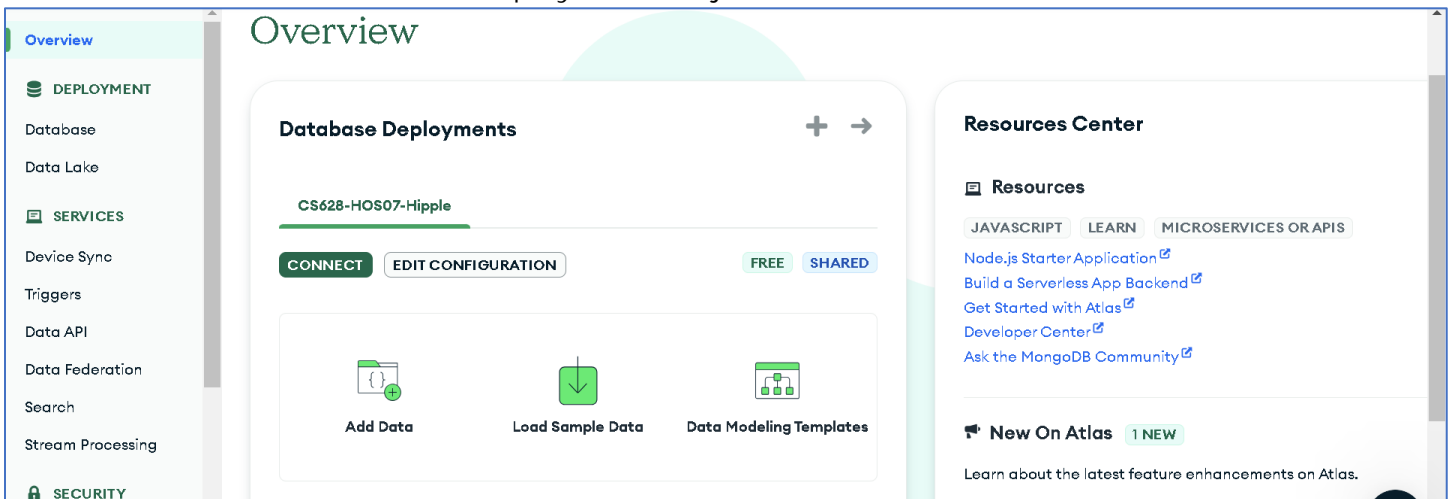 Overview
DEPLOYMENT
Database
Data Lake
SERVICES
Device Sync
Triggers
Data API
Data Federation
Search
Stream Processing
SECURITY
Overview
Database Deployments
CS628-HOS07-Hipple
CONNECT EDIT CONFIGURATION FREE SHARED
Add Data Load Sample Data Data Modeling Templates
Resources Center
Resources
JAVASCRIPT LEARN MICROSERVICES OR APIS
Node.js Starter Application
Build a Serverless App Backend
Get Started with Atlas
Developer Center
Ask the MongoDB Community
New On Atlas 1 NEW
Learn about the latest feature enhancements on Atlas.